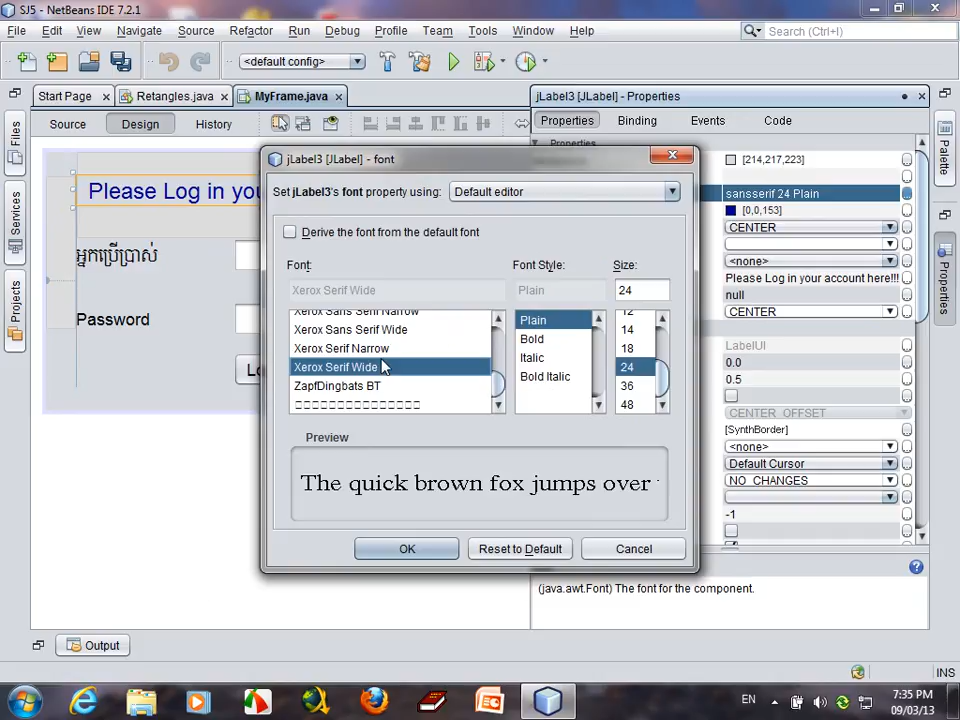 SJ5 - NetBeans IDE 7.2.1
File Edit View Navigate Source Refactor Run Debug Profile Team Tools Window Help
Search (Ctrl+I)
<default config>
Start Page Retangles.java MyFrame.java
jLabel3 [JLabel] - Properties
Source Design History
Properties Binding Events Code
Files
Services
Projects
Palette
Properties
Please Log in you
អ្នកប្រើប្រាស់
Password
Lo
jLabel3 [JLabel] - font
Set jLabel3's font property using: Default editor
Derive the font from the default font
Font: Font Style: Size:
Xerox Serif Wide Plain 24
Xerox Sans Serif Narrow
Xerox Sans Serif Wide
Xerox Serif Narrow
Xerox Serif Wide
ZapfDingbats BT
Plain
Bold
Italic
Bold Italic
12
14
18
24
36
48
Preview
The quick brown fox jumps over
OK Reset to Default Cancel
Properties
[214,217,223]
sansserif 24 Plain
[0,0,153]
CENTER
<none>
Please Log in your account here!!!
null
CENTER
LabelUI
0.0
0.5
CENTER_OFFSET
[SynthBorder]
<none>
Default Cursor
NO_CHANGES
-1
(java.awt.Font) The font for the component.
Output
INS
EN
7:35 PM
09/03/13